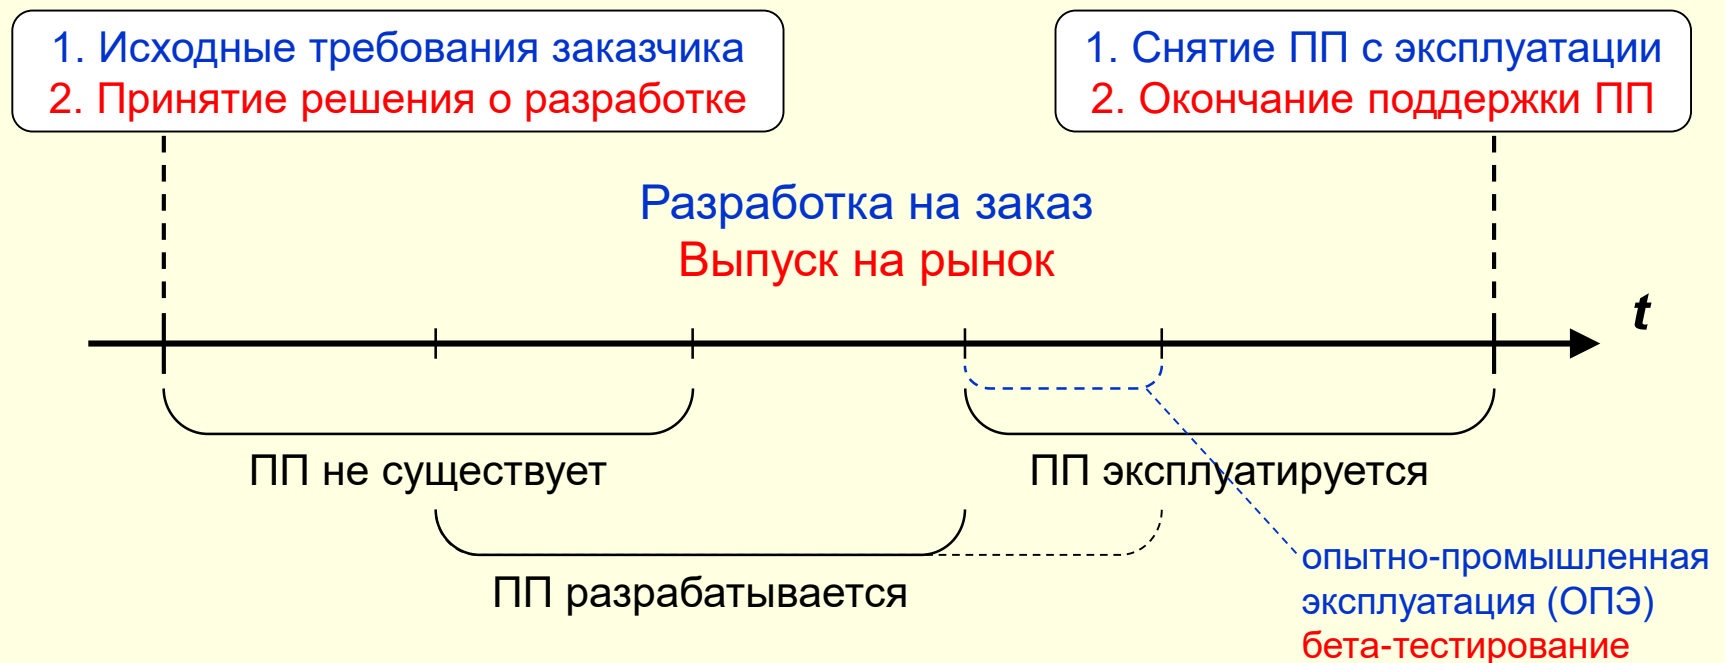 1. Исходные требования заказчика
2. Принятие решения о разработке
1. Снятие ПП с эксплуатации
2. Окончание поддержки ПП
Разработка на заказ
Выпуск на рынок
t
ПП не существует
ПП эксплуатируется
ПП разрабатывается
опытно-промышленная
эксплуатация (ОПЭ)
бета-тестирование